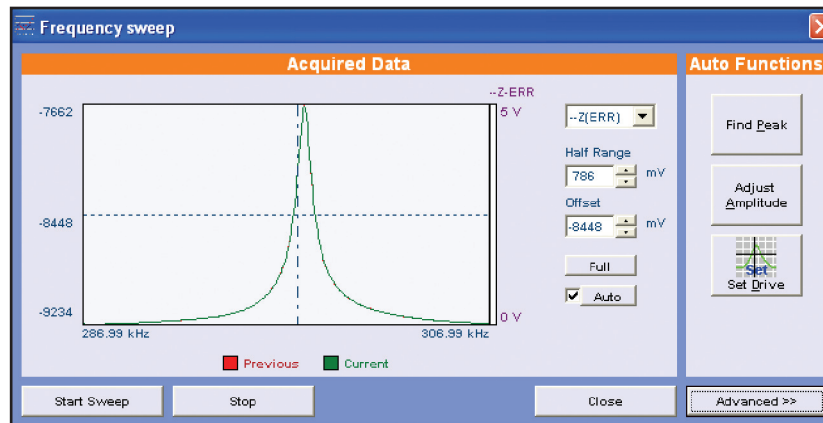 Frequency sweep
Acquired Data
Auto Functions
--Z-ERR
-7662
5 V
--Z(ERR)
Find Peak
Half Range
786 mV
Adjust
Amplitude
Offset
-8448
-8448 mV
Full
Set
Set Drive
Auto
-9234
0 V
286.99 kHz
306.99 kHz
Previous
Current
Start Sweep
Stop
Close
Advanced >>